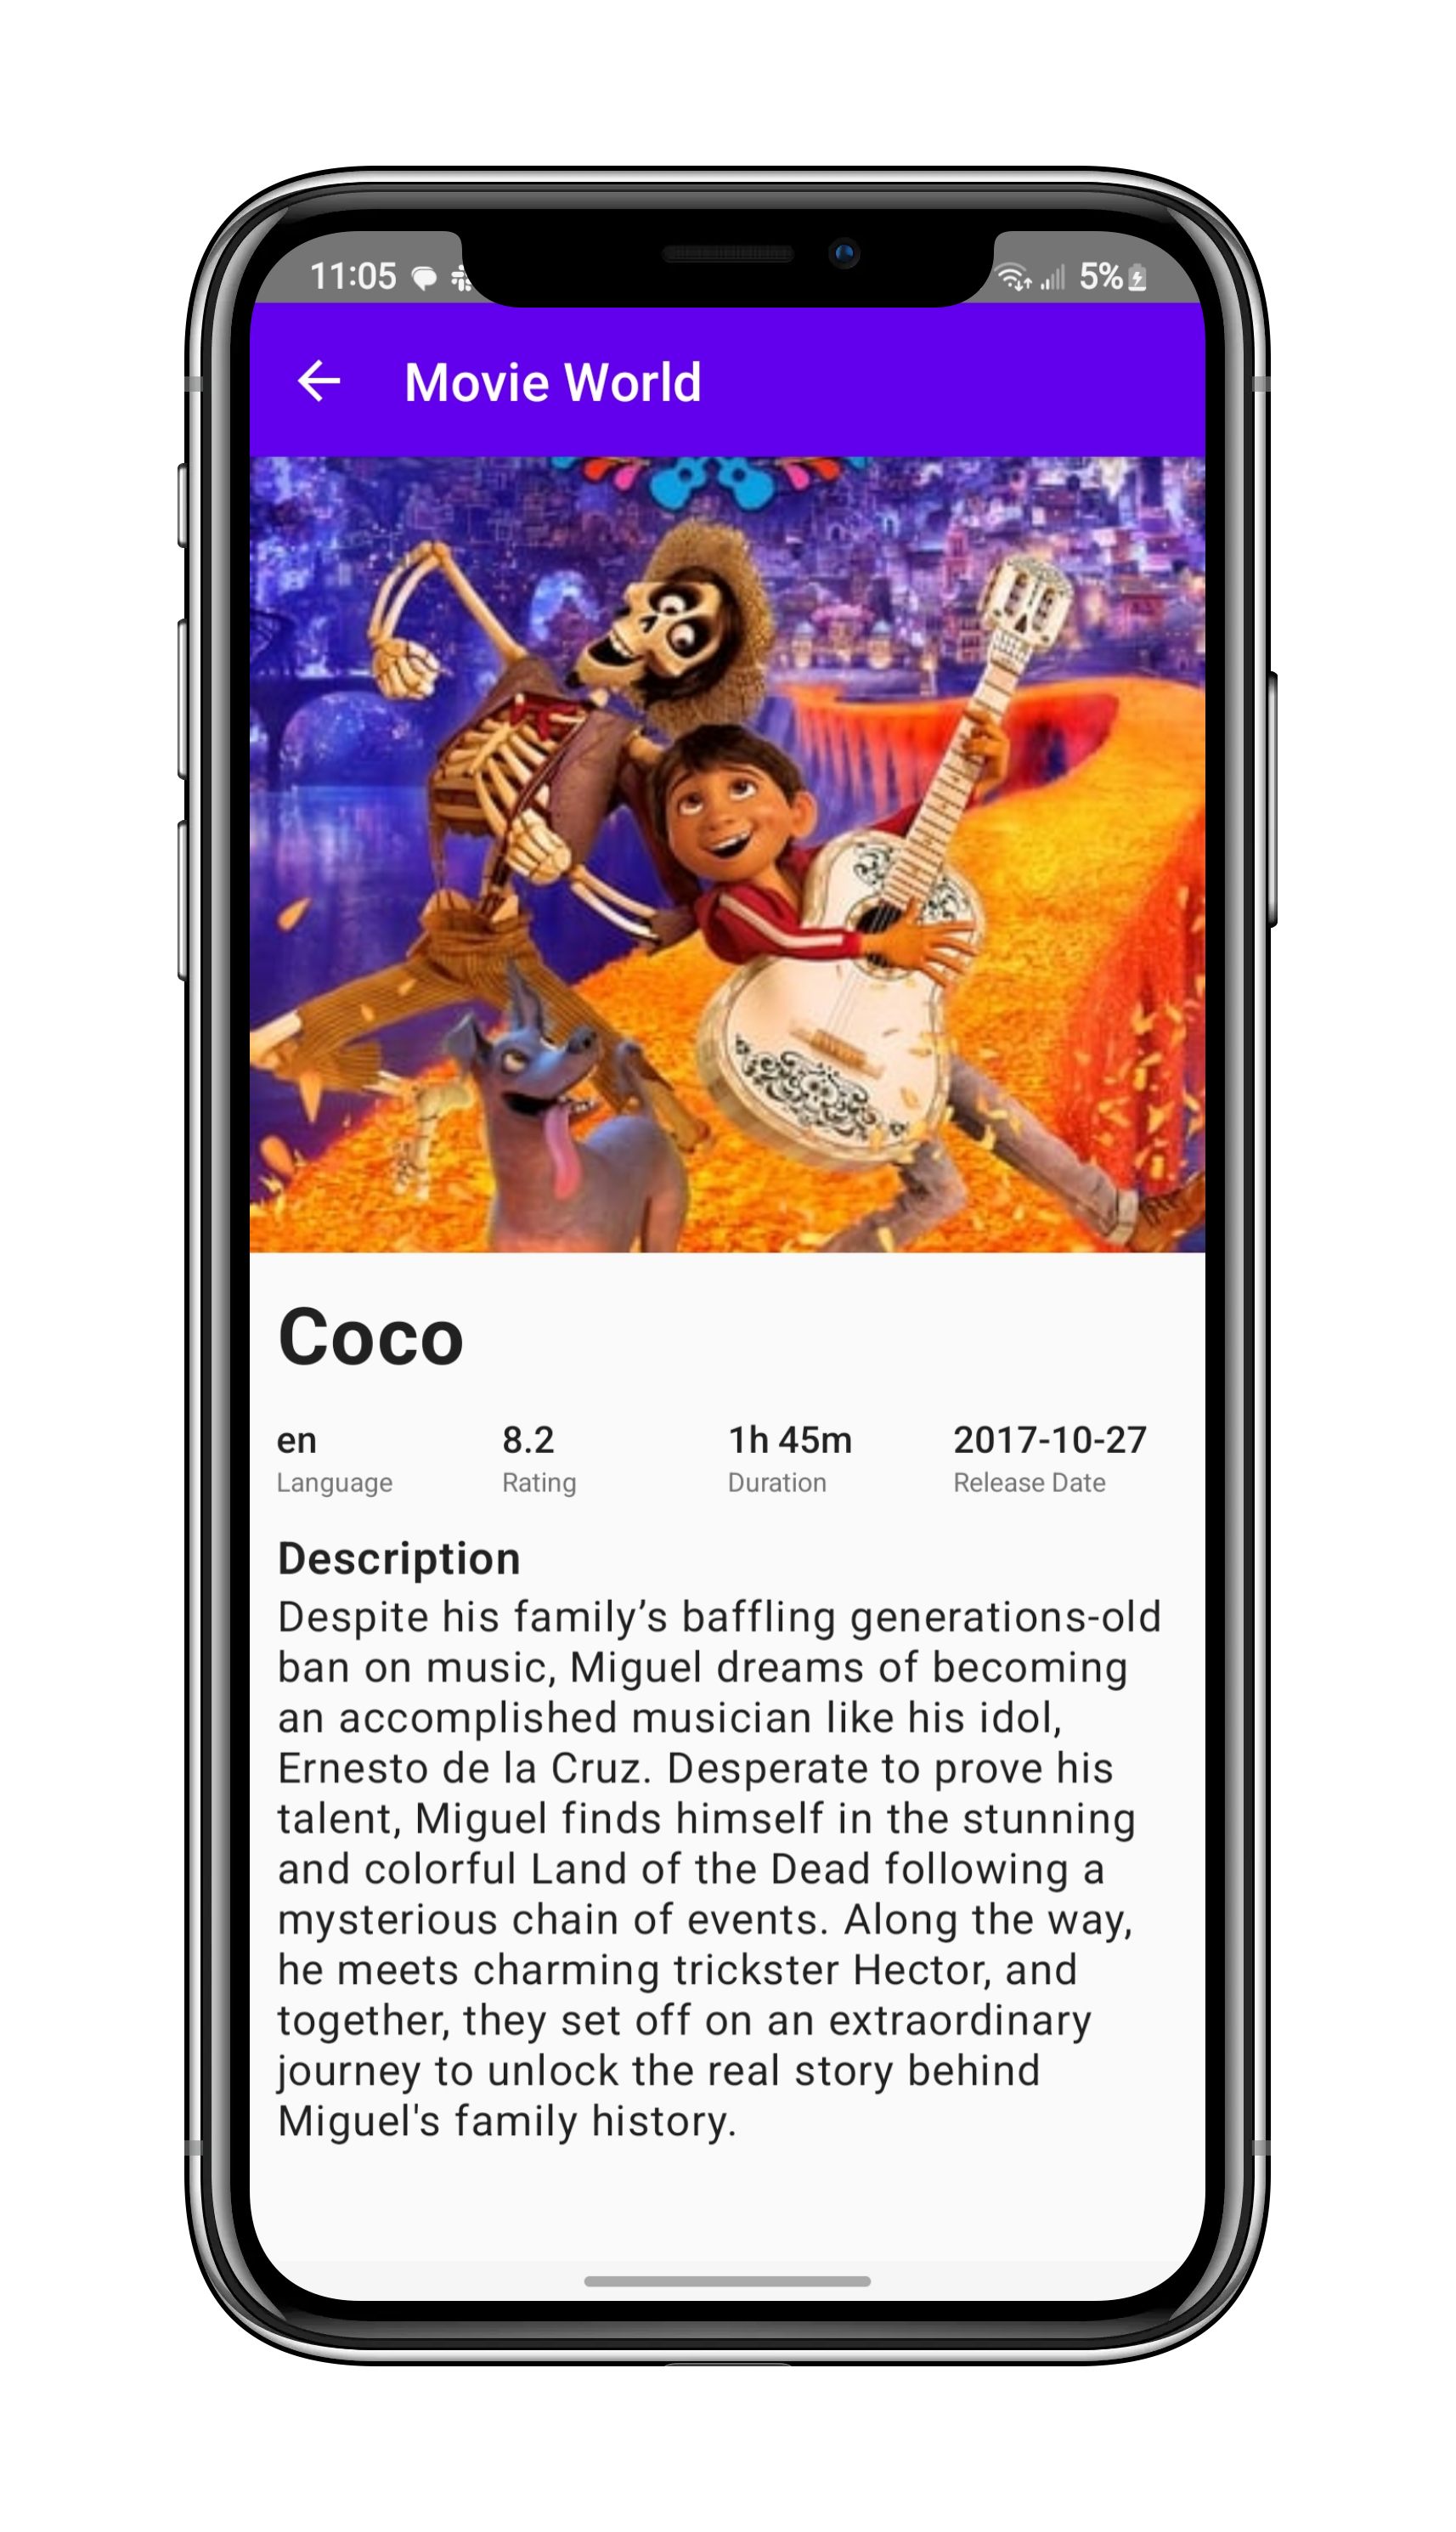 11:05 5%
Movie World
Coco
en 8.2 1h 45m 2017-10-27
Language Rating Duration Release Date
Description
Despite his family’s baffling generations-old
ban on music, Miguel dreams of becoming
an accomplished musician like his idol,
Ernesto de la Cruz. Desperate to prove his
talent, Miguel finds himself in the stunning
and colorful Land of the Dead following a
mysterious chain of events. Along the way,
he meets charming trickster Hector, and
together, they set off on an extraordinary
journey to unlock the real story behind
Miguel's family history.